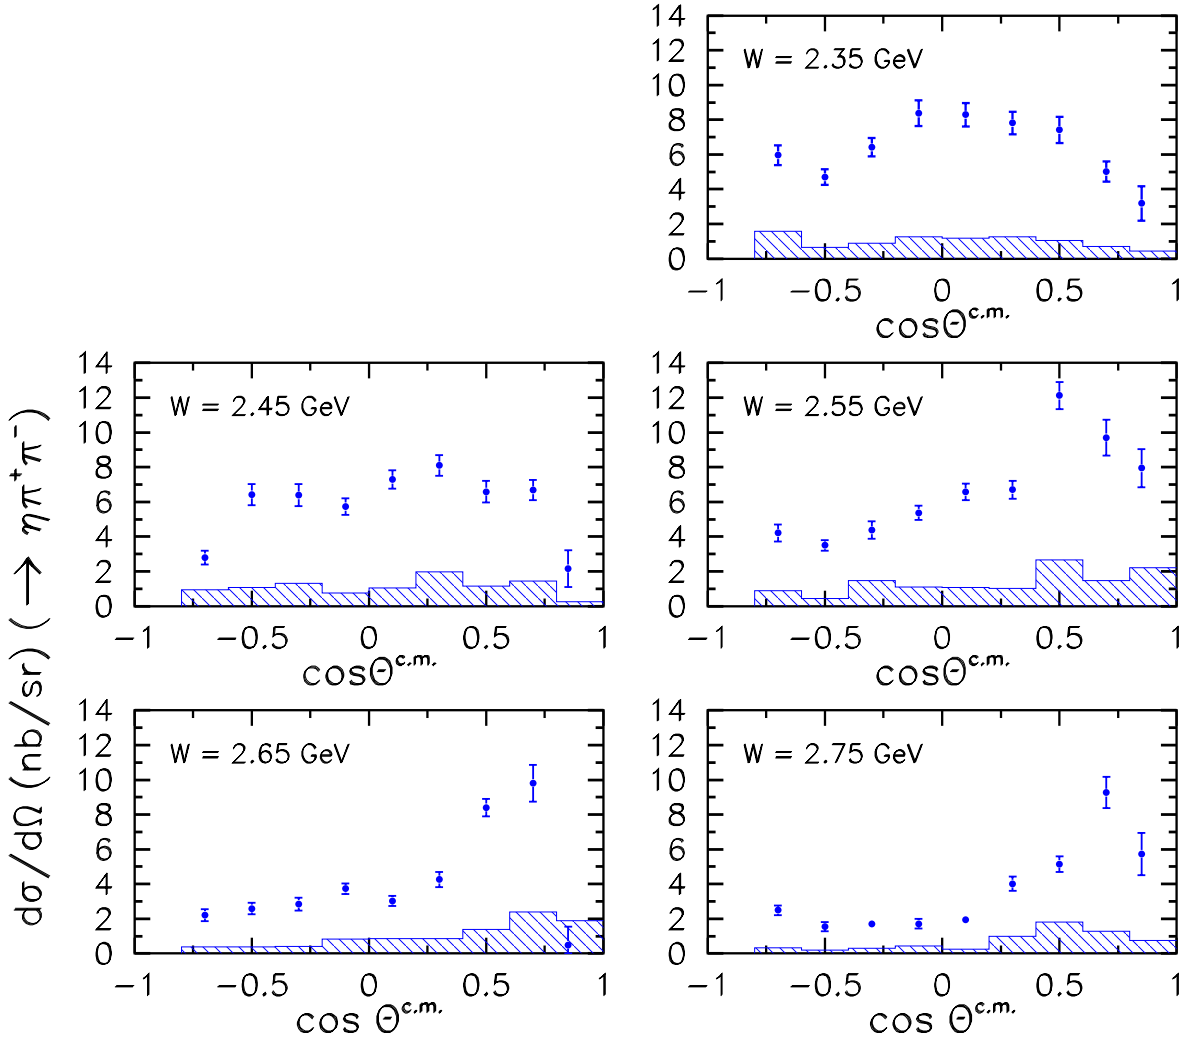 14
12
10
8
6
4
2
0
W = 2.35 GeV
−1 −0.5 0 0.5 1
cosΘc.m.
dσ/dΩ (nb/sr) ( → ηπ+π−)
14
12
10
8
6
4
2
0
W = 2.45 GeV
−1 −0.5 0 0.5 1
cosΘc.m.
14
12
10
8
6
4
2
0
W = 2.55 GeV
−1 −0.5 0 0.5 1
cosΘc.m.
14
12
10
8
6
4
2
0
W = 2.65 GeV
−1 −0.5 0 0.5 1
cos Θc.m.
14
12
10
8
6
4
2
0
W = 2.75 GeV
−1 −0.5 0 0.5 1
cos Θc.m.